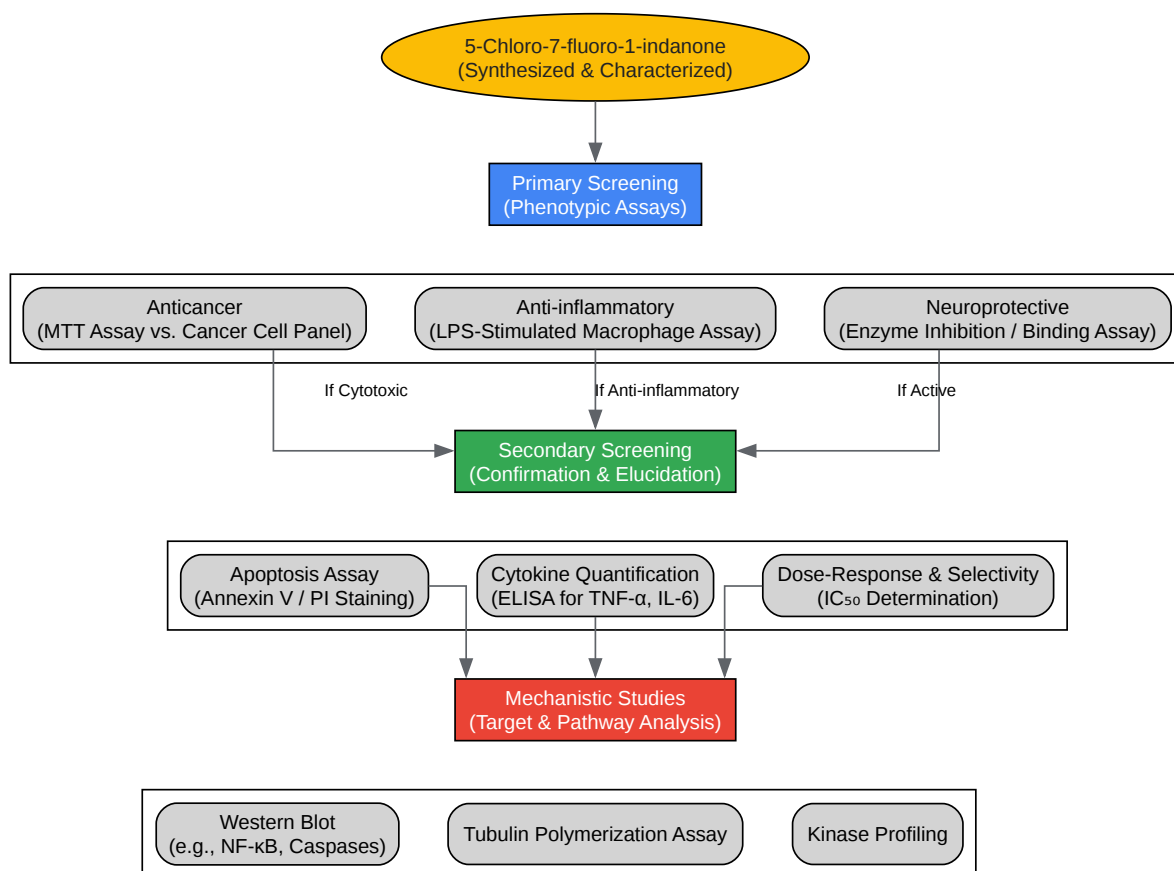 5-Chloro-7-fluoro-1-indanone
(Synthesized & Characterized)
Primary Screening
(Phenotypic Assays)
Anticancer
(MTT Assay vs. Cancer Cell Panel)
Anti-inflammatory
(LPS-Stimulated Macrophage Assay)
Neuroprotective
(Enzyme Inhibition / Binding Assay)
If Cytotoxic
If Anti-inflammatory
If Active
Secondary Screening
(Confirmation & Elucidation)
Apoptosis Assay
(Annexin V / PI Staining)
Cytokine Quantification
(ELISA for TNF-α, IL-6)
Dose-Response & Selectivity
(IC₅₀ Determination)
Mechanistic Studies
(Target & Pathway Analysis)
Western Blot
(e.g., NF-κB, Caspases)
Tubulin Polymerization Assay
Kinase Profiling